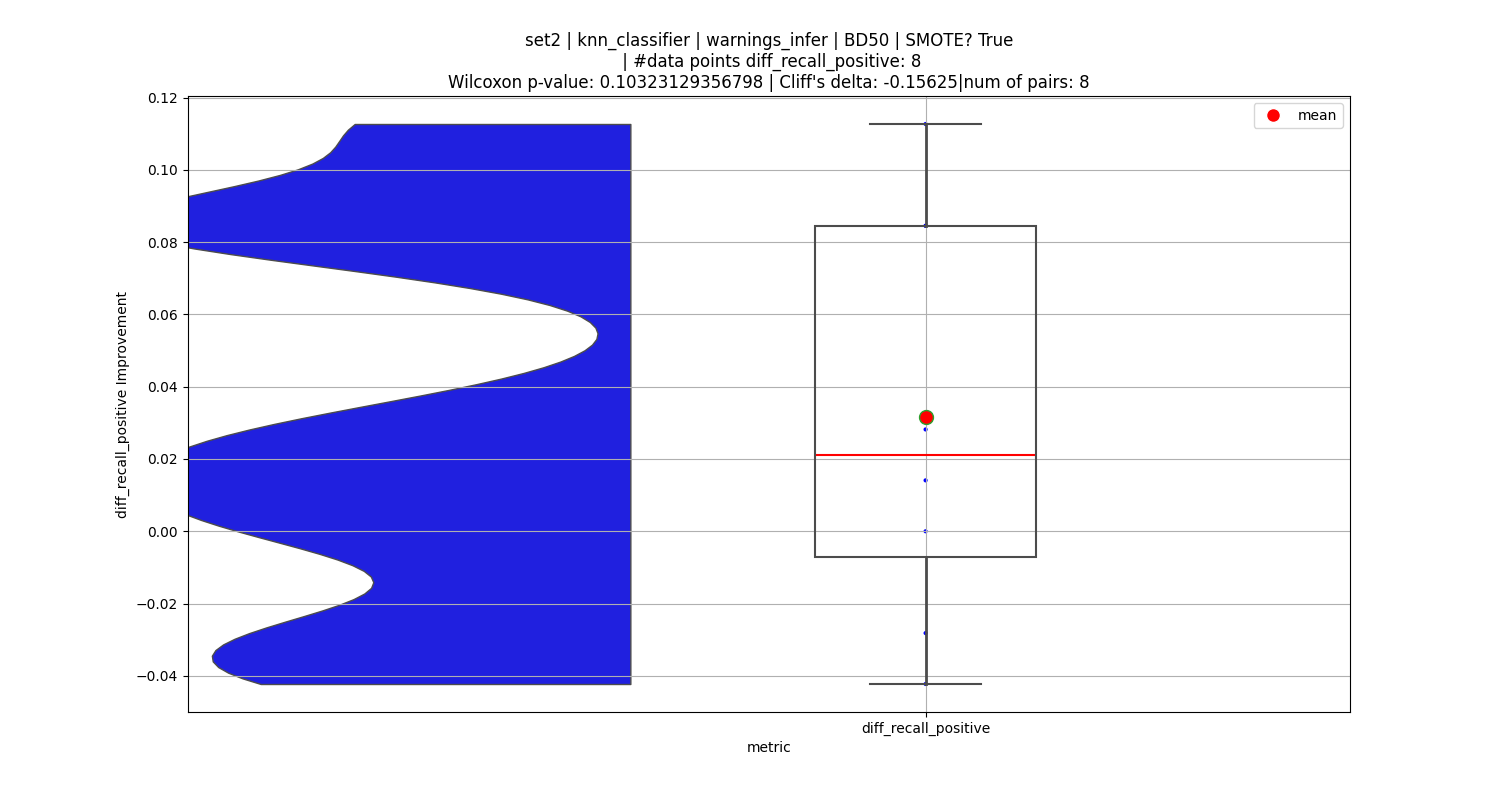 set2 | knn_classifier | warnings_infer | BD50 | SMOTE? True
| #data points diff_recall_positive: 8
Wilcoxon p-value: 0.10323129356798 | Cliff's delta: -0.15625|num of pairs: 8
mean
diff_recall_positive Improvement
0.12
0.10
0.08
0.06
0.04
0.02
0.00
−0.02
−0.04
diff_recall_positive
metric